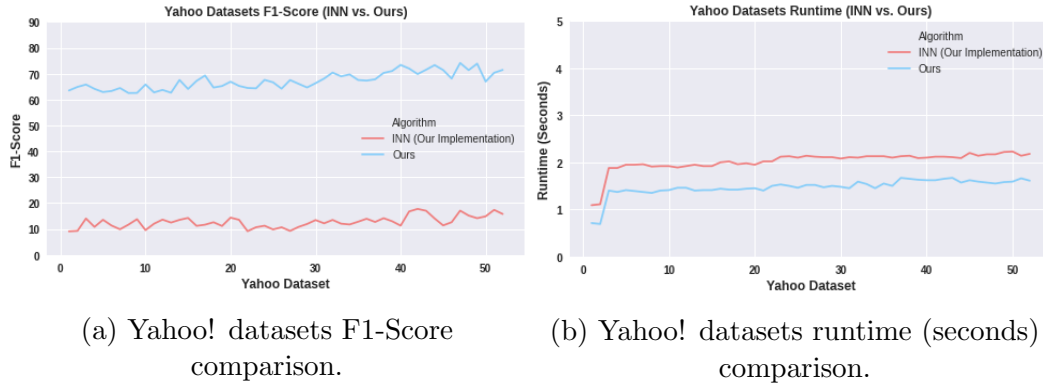 Yahoo Datasets F1-Score (INN vs. Ours)
90
80
70
60
50
40
30
20
10
0
F1-Score
Algorithm
INN (Our Implementation)
Ours
0
10
20
30
40
50
Yahoo Dataset
(a) Yahoo! datasets F1-Score
comparison.
Yahoo Datasets Runtime (INN vs. Ours)
5
4
3
2
1
0
Runtime (Seconds)
Algorithm
INN (Our Implementation)
Ours
0
10
20
30
40
50
Yahoo Dataset
(b) Yahoo! datasets runtime (seconds)
comparison.